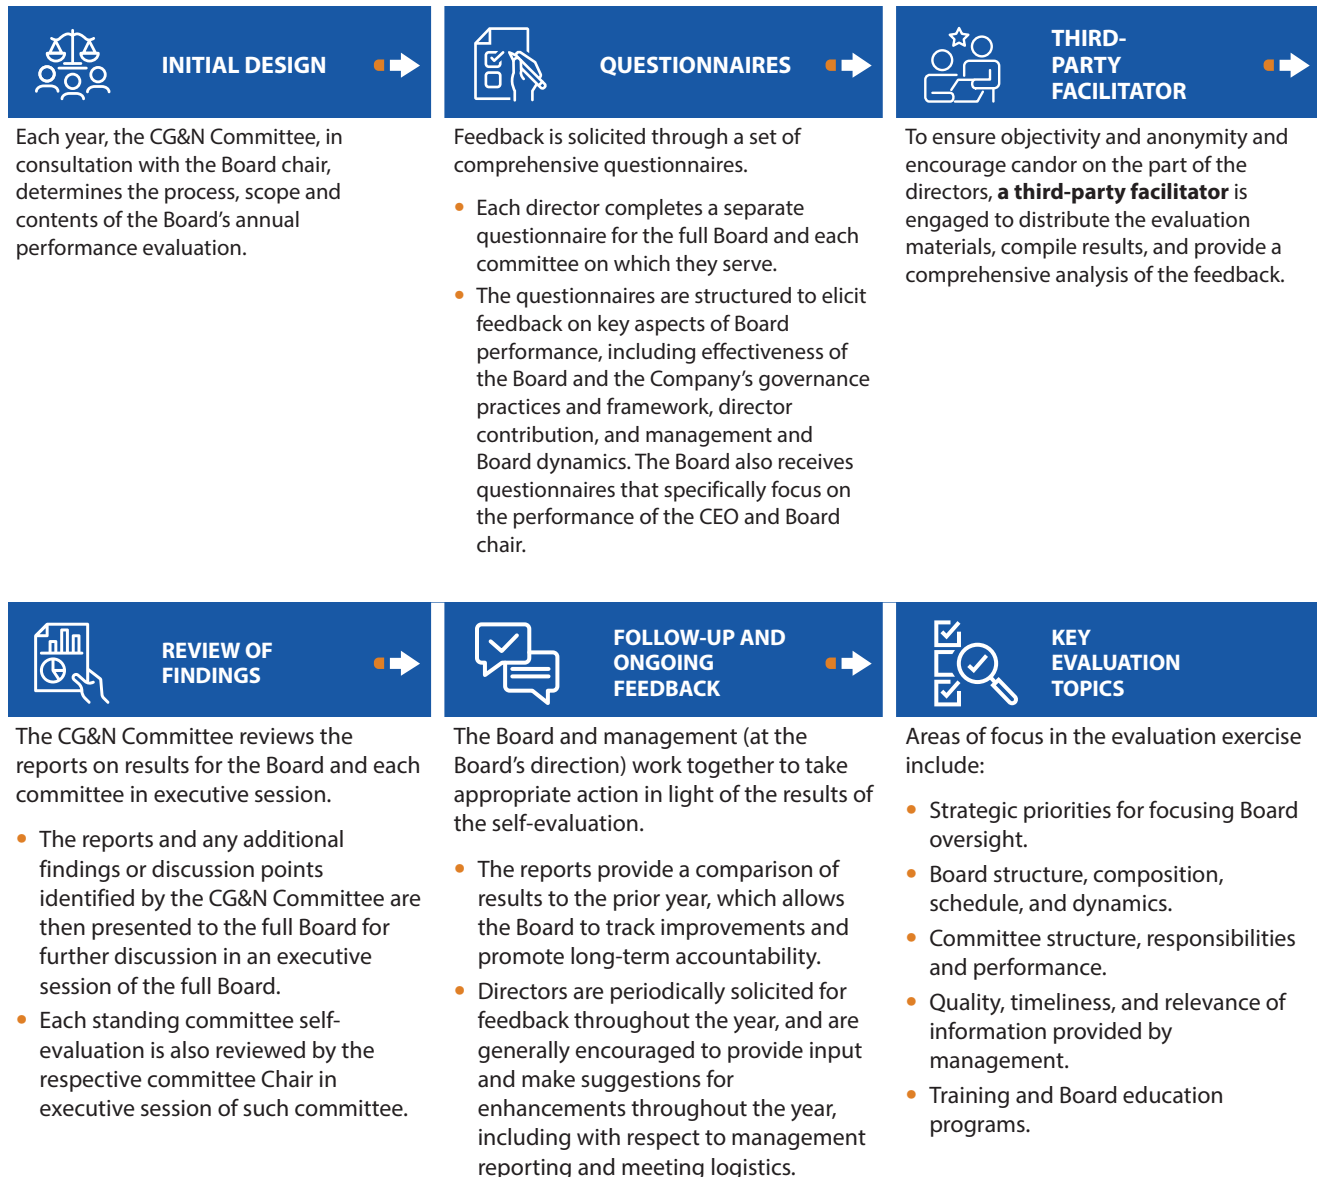 INITIAL DESIGN
Each year, the CG&N Committee, in
consultation with the Board chair,
determines the process, scope and
contents of the Board’s annual
performance evaluation.
QUESTIONNAIRES
Feedback is solicited through a set of
comprehensive questionnaires.
• Each director completes a separate
questionnaire for the full Board and each
committee on which they serve.
• The questionnaires are structured to elicit
feedback on key aspects of Board
performance, including effectiveness of
the Board and the Company’s governance
practices and framework, director
contribution, and management and
Board dynamics. The Board also receives
questionnaires that specifically focus on
the performance of the CEO and Board
chair.
THIRD-
PARTY
FACILITATOR
To ensure objectivity and anonymity and
encourage candor on the part of the
directors, a third-party facilitator is
engaged to distribute the evaluation
materials, compile results, and provide a
comprehensive analysis of the feedback.
REVIEW OF
FINDINGS
The CG&N Committee reviews the
reports on results for the Board and each
committee in executive session.
• The reports and any additional
findings or discussion points
identified by the CG&N Committee are
then presented to the full Board for
further discussion in an executive
session of the full Board.
• Each standing committee self-
evaluation is also reviewed by the
respective committee Chair in
executive session of such committee.
FOLLOW-UP AND
ONGOING
FEEDBACK
The Board and management (at the
Board’s direction) work together to take
appropriate action in light of the results of
the self-evaluation.
• The reports provide a comparison of
results to the prior year, which allows
the Board to track improvements and
promote long-term accountability.
• Directors are periodically solicited for
feedback throughout the year, and are
generally encouraged to provide input
and make suggestions for
enhancements throughout the year,
including with respect to management
reporting and meeting logistics.
KEY
EVALUATION
TOPICS
Areas of focus in the evaluation exercise
include:
• Strategic priorities for focusing Board
oversight.
• Board structure, composition,
schedule, and dynamics.
• Committee structure, responsibilities
and performance.
• Quality, timeliness, and relevance of
information provided by
management.
• Training and Board education
programs.